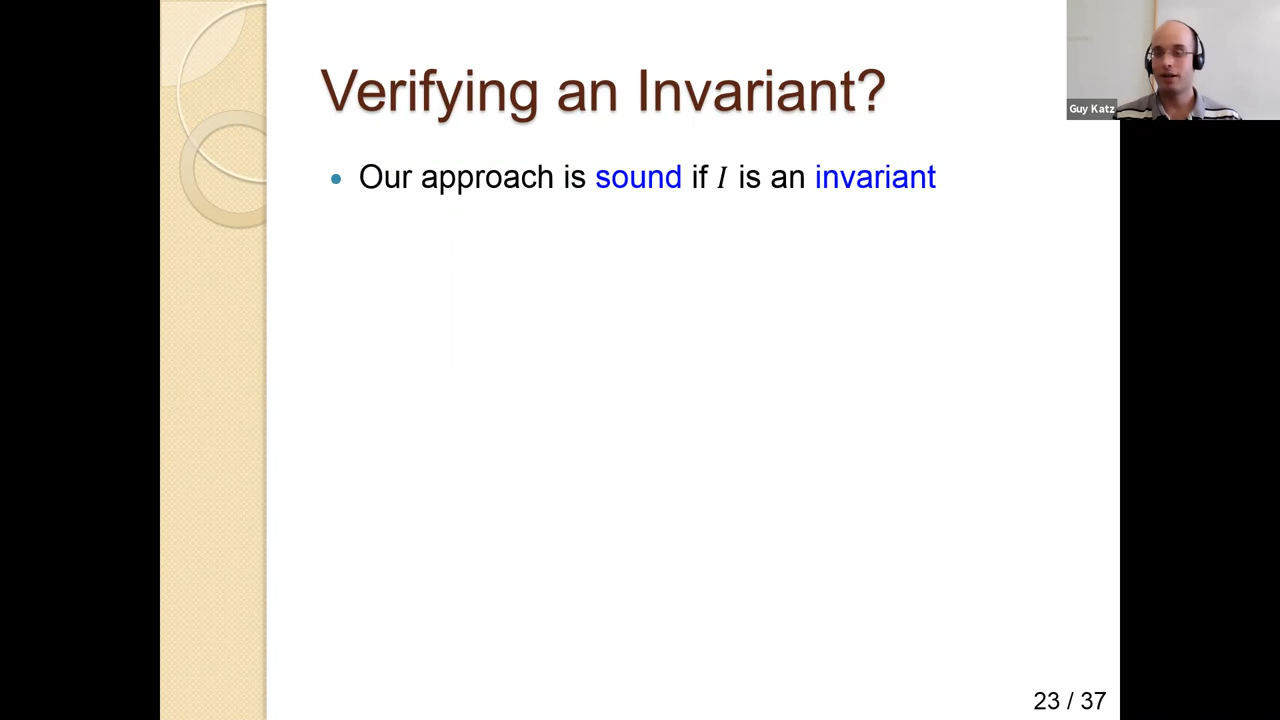 Verifying an Invariant?
Guy Katz
• Our approach is sound if I is an invariant
23 / 37